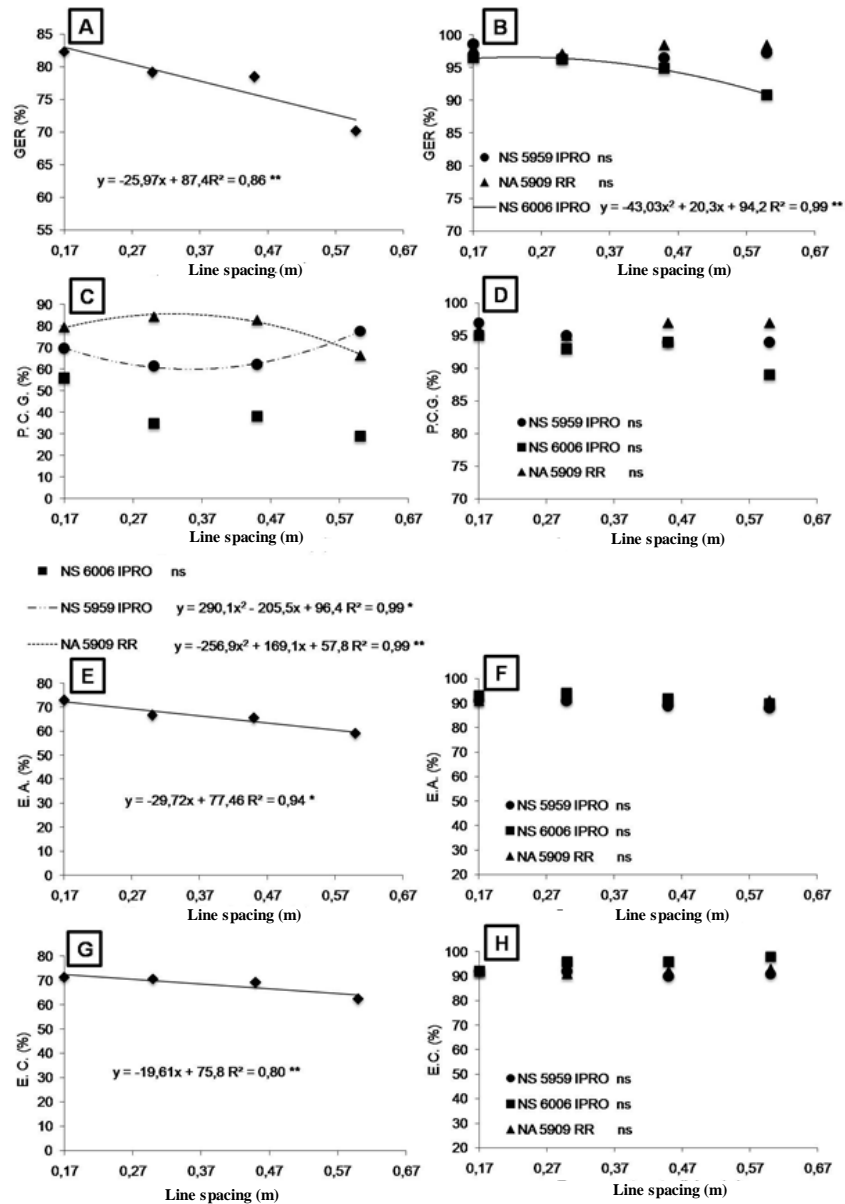 A
GER (%)
85
80
75
70
65
60
55
y = -25,97x + 87,4R² = 0,86 **
0,17 0,27 0,37 0,47 0,57 0,67
Line spacing (m)
B
GER (%)
100
95
90
85
80
75
70
NS 5959 IPRO ns
NA 5909 RR ns
NS 6006 IPRO y = -43,03x² + 20,3x + 94,2 R² = 0,99 **
0,17 0,27 0,37 0,47 0,57 0,67
Line spacing (m)
C
P. C. G. (%)
90
80
70
60
50
40
30
20
10
0
0,17 0,27 0,37 0,47 0,57 0,67
Line spacing (m)
NS 6006 IPRO ns
NS 5959 IPRO y = 290,1x² - 205,5x + 96,4 R² = 0,99 *
NA 5909 RR y = -256,9x² + 169,1x + 57,8 R² = 0,99 **
D
P.C.G. (%)
100
95
90
85
80
75
70
NS 5959 IPRO ns
NS 6006 IPRO ns
NA 5909 RR ns
0,17 0,27 0,37 0,47 0,57 0,67
Line spacing (m)
E
E. A. (%)
80
70
60
50
40
30
20
10
0
y = -29,72x + 77,46 R² = 0,94 *
0,17 0,27 0,37 0,47 0,57 0,67
Line spacing (m)
F
E.A. (%)
100
90
80
70
60
50
40
30
20
NS 5959 IPRO ns
NS 6006 IPRO ns
NA 5909 RR ns
0,17 0,27 0,37 0,47 0,57 0,67
Line spacing (m)
G
E. C. (%)
80
70
60
50
40
30
20
10
0
y = -19,61x + 75,8 R² = 0,80 **
0,17 0,27 0,37 0,47 0,57 0,67
Line spacing (m)
H
E.C. (%)
100
90
80
70
60
50
40
30
20
NS 5959 IPRO ns
NS 6006 IPRO ns
NA 5909 RR ns
0,17 0,27 0,37 0,47 0,57 0,67
Line spacing (m)